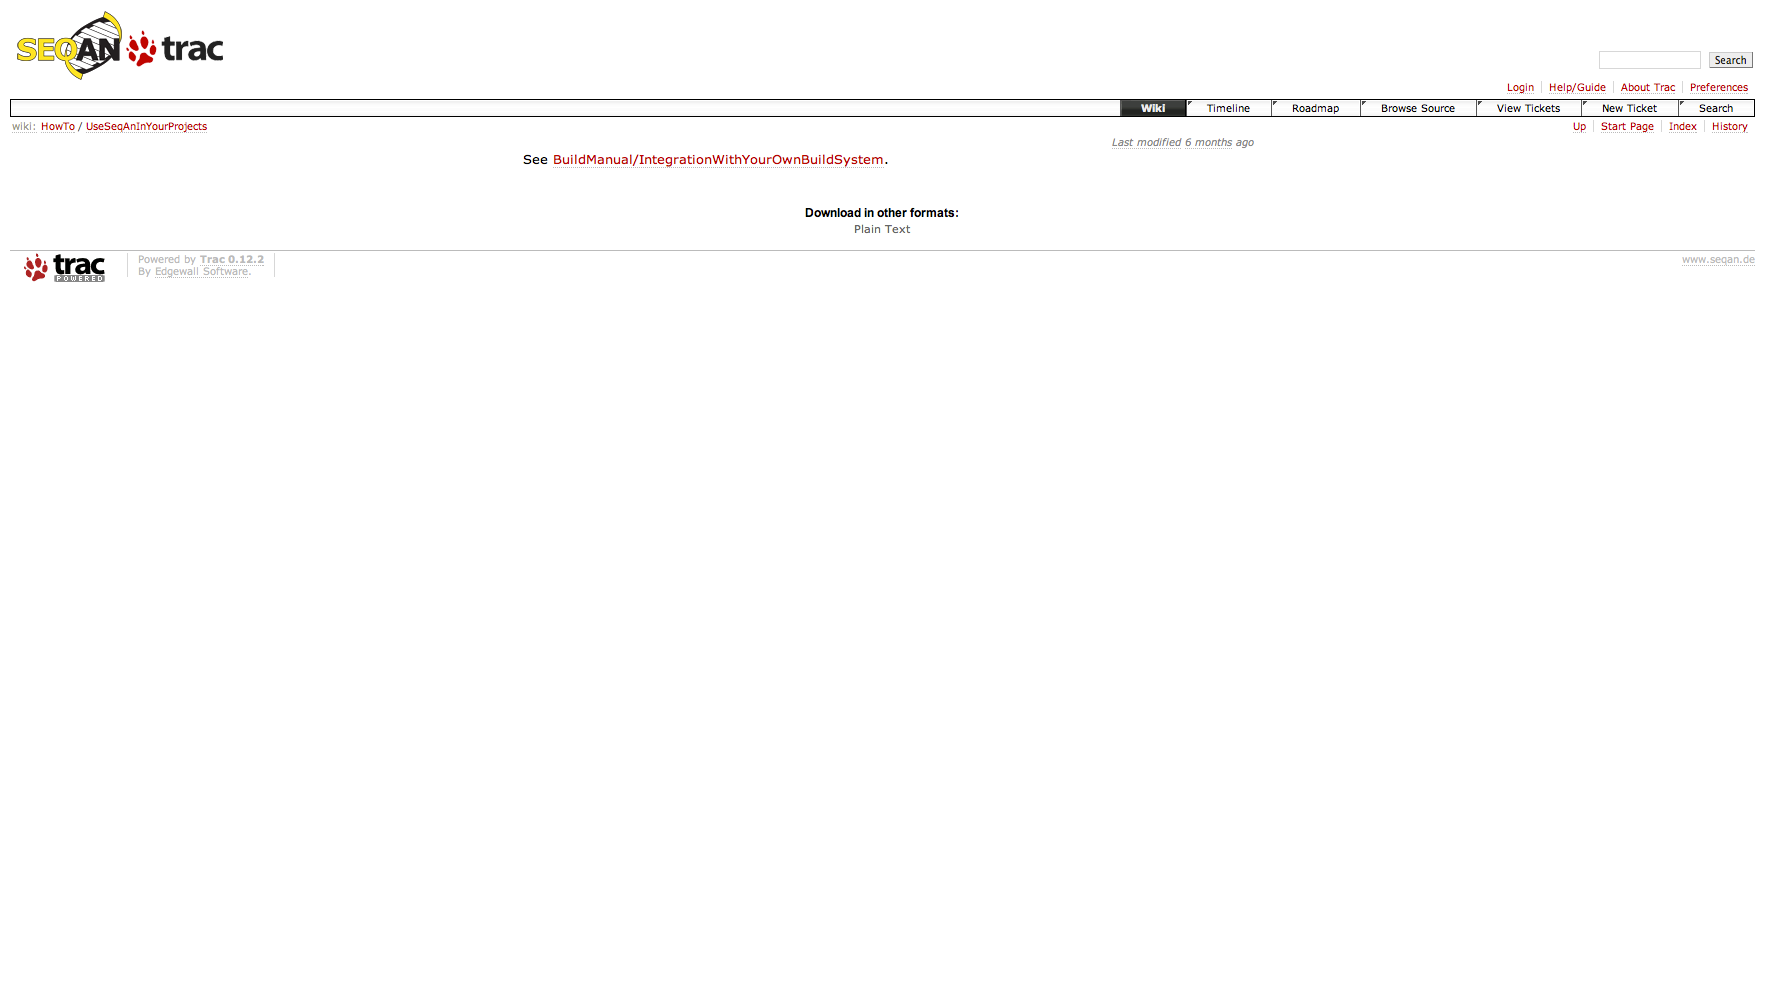 SEQAN trac
Search
Login Help/Guide About Trac Preferences
Wiki Timeline Roadmap Browse Source View Tickets New Ticket Search
wiki: HowTo / UseSeqAnInYourProjects
Up Start Page Index History
Last modified 6 months ago
See BuildManual/IntegrationWithYourOwnBuildSystem.
Download in other formats:
Plain Text
trac POWERED
Powered by Trac 0.12.2
By Edgewall Software.
www.seqan.de